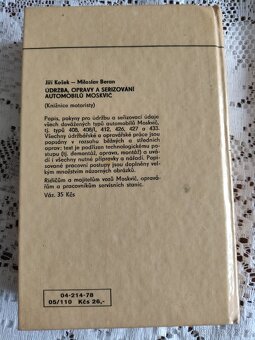 Jiří Košek — Miloslav Beran
ÚDRŽBA, OPRAVY A SEŘIZOVÁNÍ
AUTOMOBILŮ MOSKVIČ
(Knižnice motoristy)
Popis, pokyny pro údržbu a seřizovací údaje
všech dovážených typů automobilů Moskvič,
tj. typů 408, 408/I, 412, 426, 427 a 433.
Všechny údržbářské a opravářské práce jsou
popsány v rozsahu běžných a středních
oprav; text je podřízen technologickému po-
stupu (tj. demontáž, oprava, montáž) a uvá-
dí i všechny nutné přípravky a nářadí. Popi-
sované pracovní postupy jsou doplněny vel-
kým množstvím názorných obrázků.
Řidičům a majitelům vozů Moskvič, opravá-
řům a pracovníkům servisních stanic.
Váz. 35 Kčs
04-214-78
05/110 Kčs 26,-